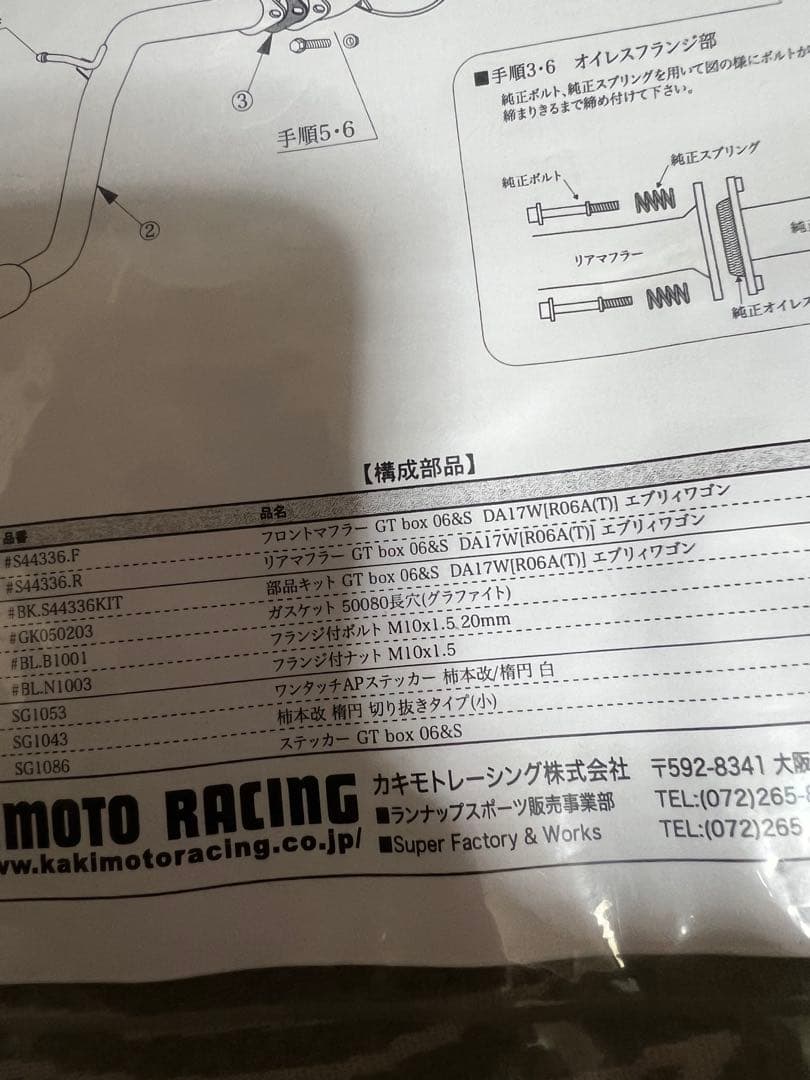 ③
手順5・6
②
■手順3・6 オイレスフランジ部
純正ボルト、純正スプリングを用いて図の様にボルトが
締まりきるまで締め付けて下さい。
純正スプリング
純正ボルト
リアマフラー
純正オイレス
【構成部品】
品番 品名
#S44336.F フロントマフラー GT box 06&S DA17W[R06A(T)] エブリィワゴン
#S44336.R リアマフラー GT box 06&S DA17W[R06A(T)] エブリィワゴン
#BK.S44336KIT 部品キット GT box 06&S DA17W[R06A(T)] エブリィワゴン
#GK050203 ガスケット 50080長穴(グラファイト)
#BL.B1001 フランジ付ボルト M10x1.5 20mm
#BL.N1003 フランジ付ナット M10x1.5
SG1053 ワンタッチAPステッカー 柿本改/楕円 白
SG1043 柿本改 楕円 切り抜きタイプ(小)
SG1086 ステッカー GT box 06&S
IMOTO RACING
ww.kakimotoracing.co.jp/
カキモトレーシング株式会社 〒592-8341 大阪
■ランナップスポーツ販売事業部 TEL:(072)265-8
■Super Factory & Works TEL:(072)265